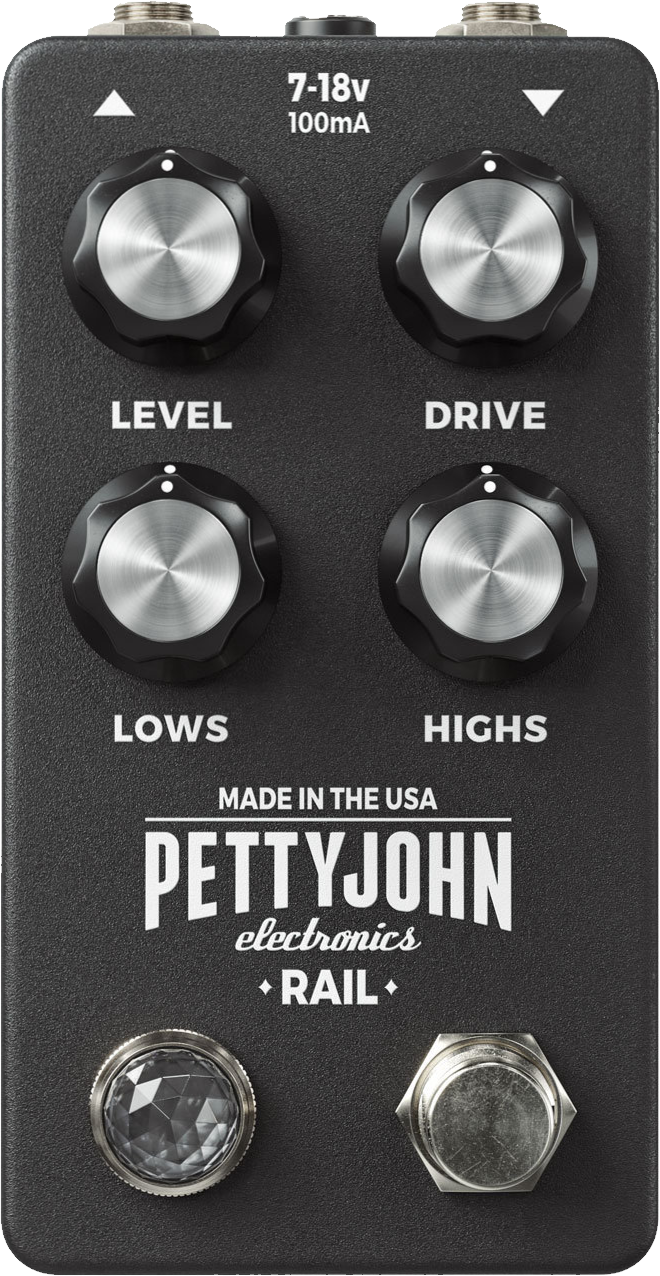 7-18v
100mA
LEVEL DRIVE
LOWS HIGHS
MADE IN THE USA
PETTYJOHN
electronics
RAIL